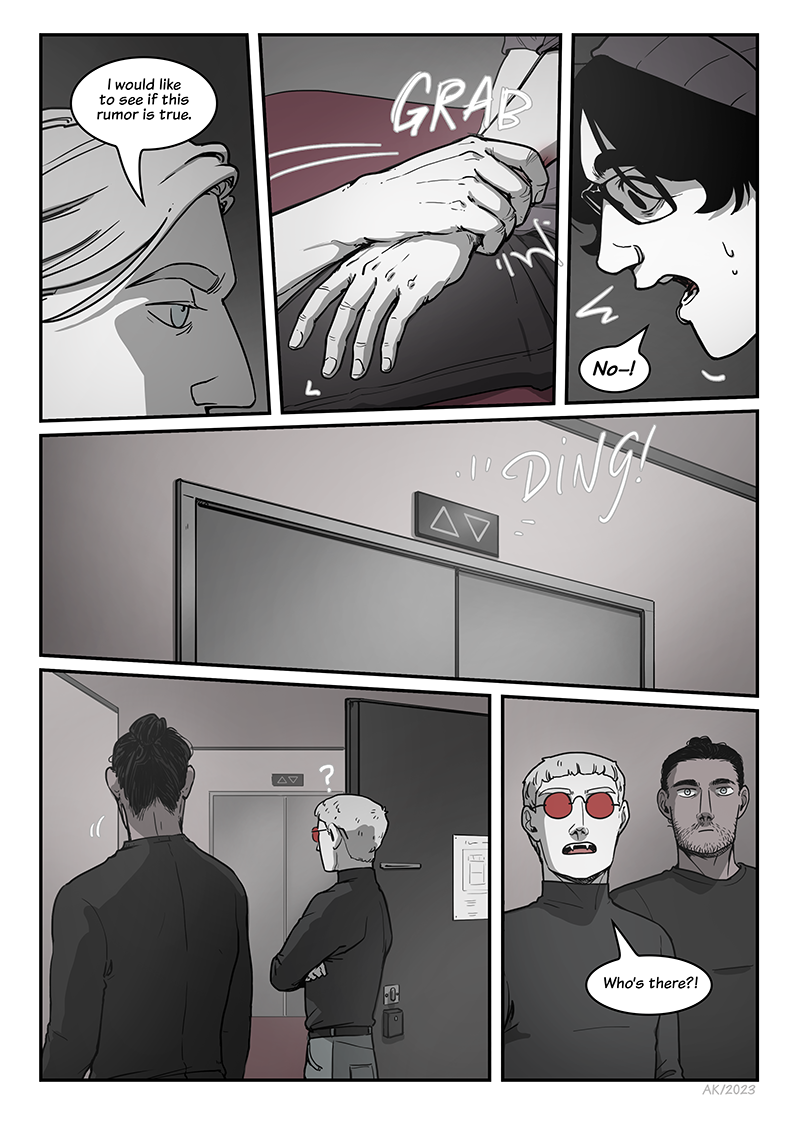 I would like
to see if this
rumor is true.
GRAB
No–!
DING!
?
Who's there?!
AK/2023